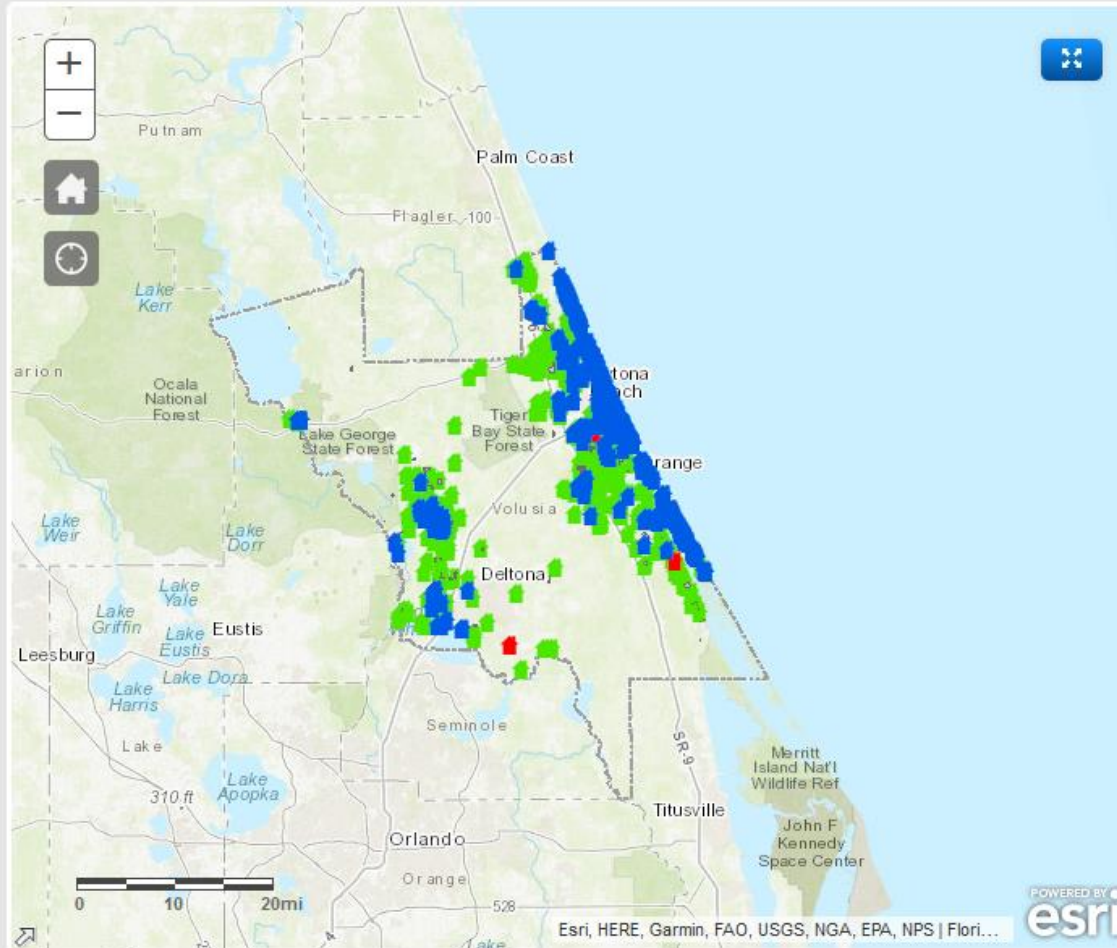 +
−
Putnam
Palm Coast
Flagler
100
Lake
Kerr
arion
Ocala
National
Forest
tona
ach
Lake George
State Forest
Tiger
Bay State
Forest
range
Lake
Weir
Lake
Dorr
Volusia
Deltona
Lake
Yale
Lake
Griffin
Eustis
Lake
Eustis
Leesburg
Lake Dora
Lake
Harris
Seminole
Lake
SR-9
Merritt
Island Nat'l
Wildlife Ref
Lake
Apopka
310 ft
Titusville
Orlando
John F
Kennedy
Space Center
Orange
0 10 20mi
528
4
Lake
POWERED BY
esri
Esri, HERE, Garmin, FAO, USGS, NGA, EPA, NPS | Flori...